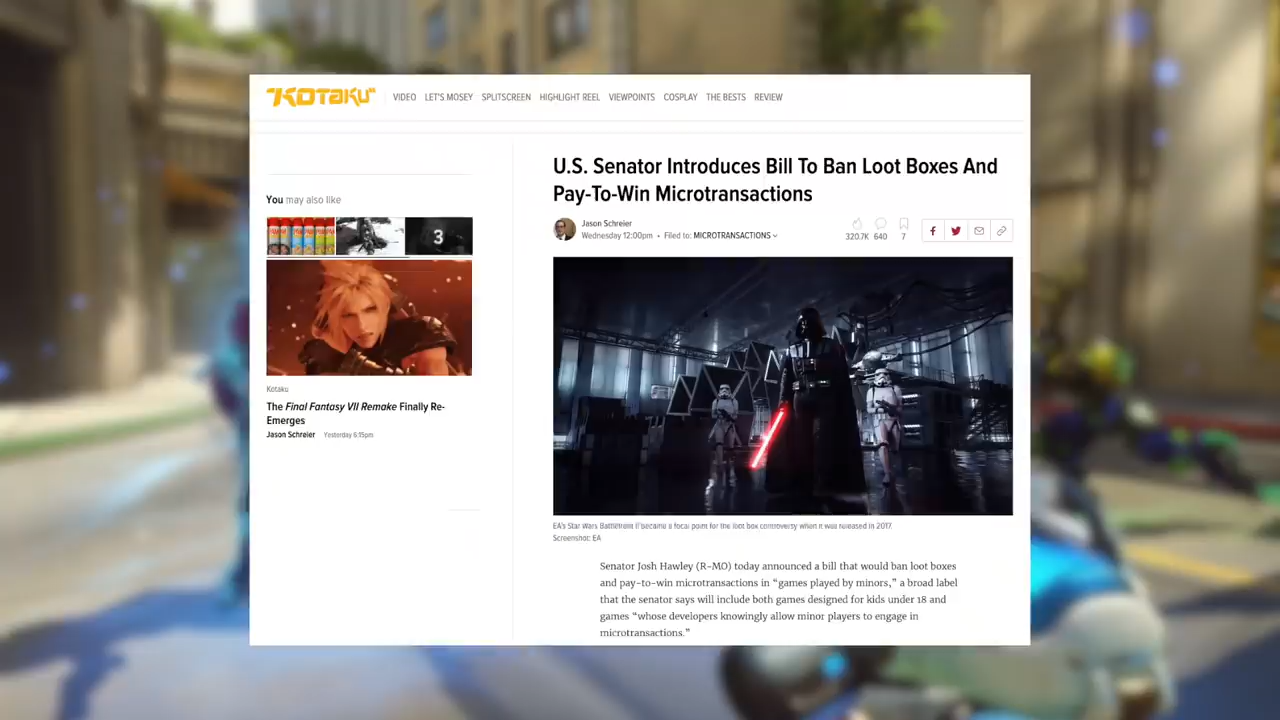 KOTAKU
VIDEO LET'S MOSEY SPLITSCREEN HIGHLIGHT REEL VIEWPOINTS COSPLAY THE BESTS REVIEW
You may also like
3
Kotaku
The Final Fantasy VII Remake Finally Re-
Emerges
Jason Schreier Yesterday 6:15pm
U.S. Senator Introduces Bill To Ban Loot Boxes And
Pay-To-Win Microtransactions
Jason Schreier
Wednesday 12:00pm • Filed to: MICROTRANSACTIONS
320.7K 640 7
EA's Star Wars Battlefront II became a focal point for the loot box controversy when it was released in 2017.
Screenshot: EA
Senator Josh Hawley (R-MO) today announced a bill that would ban loot boxes
and pay-to-win microtransactions in “games played by minors,” a broad label
that the senator says will include both games designed for kids under 18 and
games “whose developers knowingly allow minor players to engage in
microtransactions.”